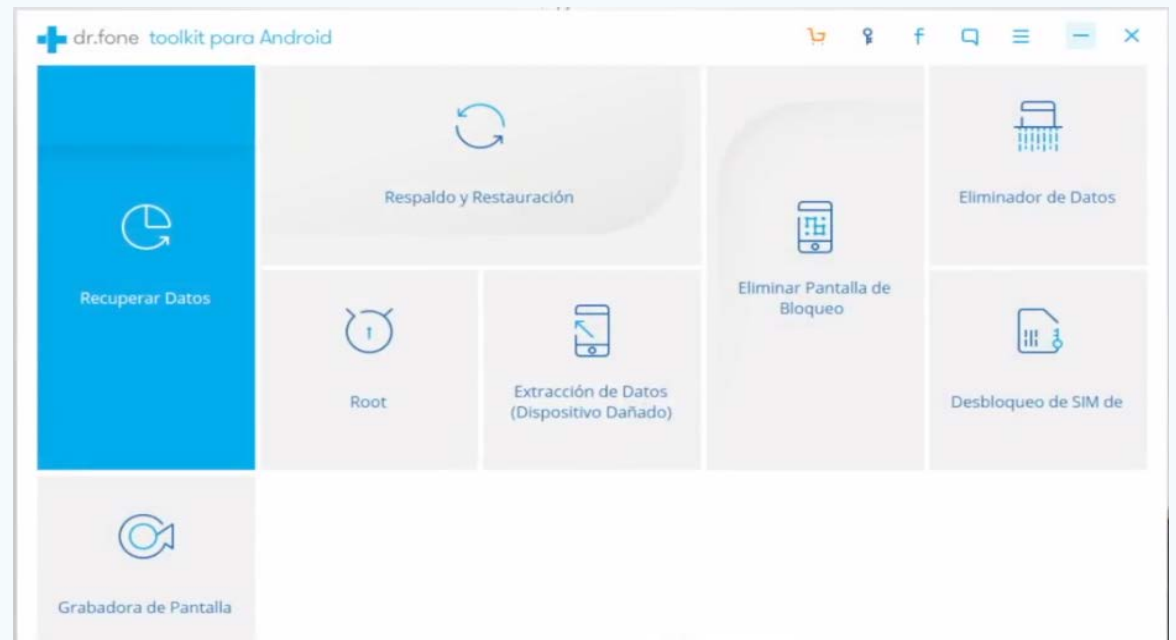 dr.fone toolkit para Android
Recuperar Datos
Respaldo y Restauración
Root
Extracción de Datos
(Dispositivo Dañado)
Eliminar Pantalla de
Bloqueo
Eliminador de Datos
Desbloqueo de SIM de
Grabadora de Pantalla